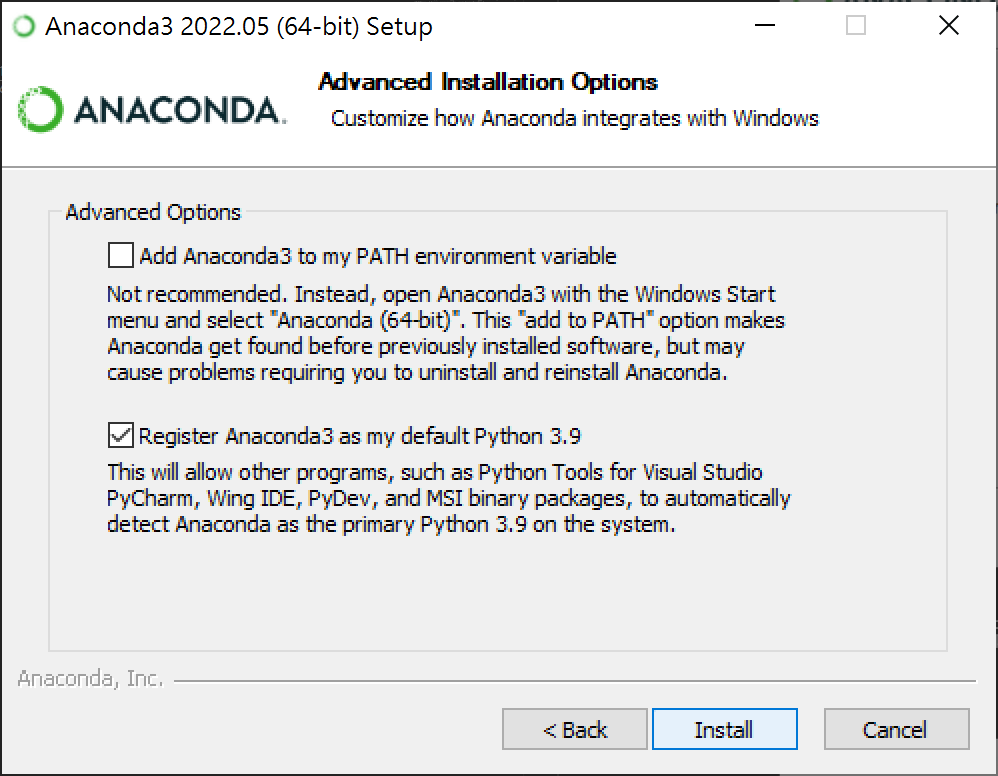 Anaconda3 2022.05 (64-bit) Setup
ANACONDA.
Advanced Installation Options
Customize how Anaconda integrates with Windows
Advanced Options
Add Anaconda3 to my PATH environment variable
Not recommended. Instead, open Anaconda3 with the Windows Start
menu and select "Anaconda (64-bit)". This "add to PATH" option makes
Anaconda get found before previously installed software, but may
cause problems requiring you to uninstall and reinstall Anaconda.
Register Anaconda3 as my default Python 3.9
This will allow other programs, such as Python Tools for Visual Studio
PyCharm, Wing IDE, PyDev, and MSI binary packages, to automatically
detect Anaconda as the primary Python 3.9 on the system.
Anaconda, Inc.
< Back
Install
Cancel